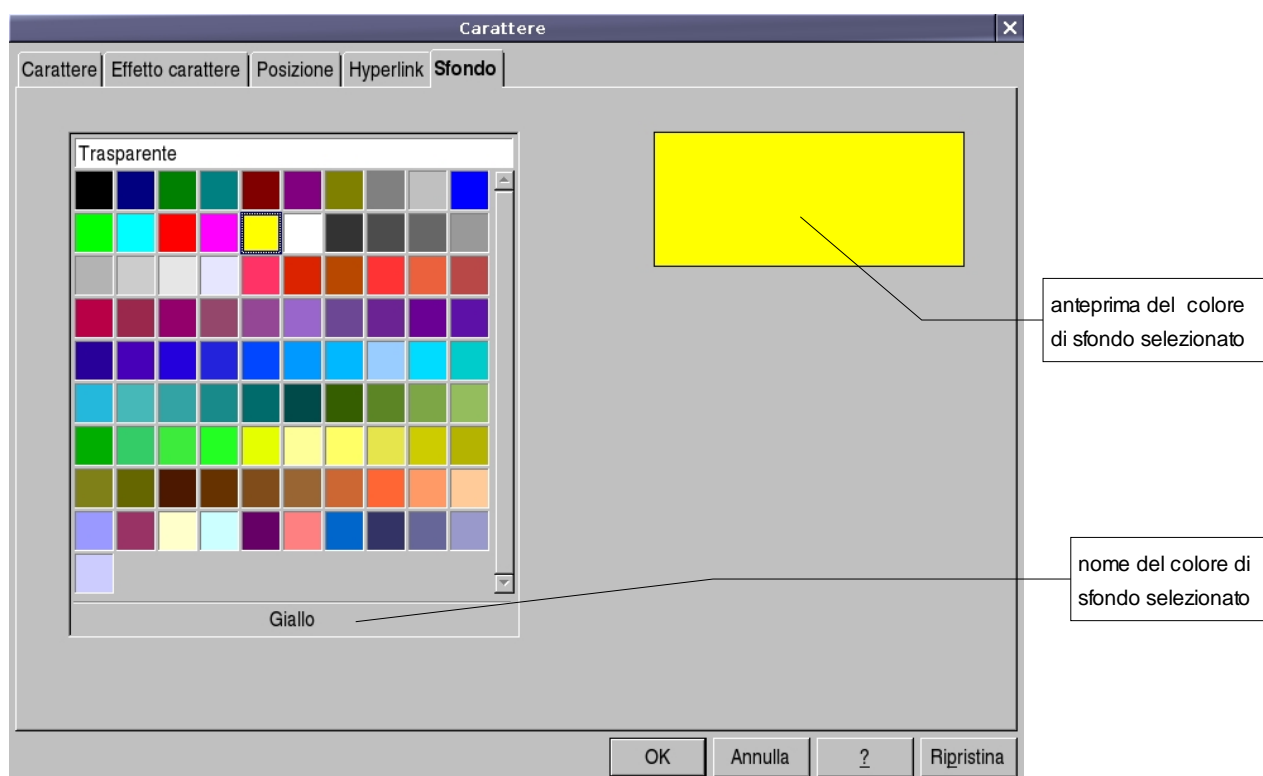 Carattere
Carattere Effetto carattere Posizione Hyperlink Sfondo
Trasparente
anteprima del colore
di sfondo selezionato
nome del colore di
sfondo selezionato
Giallo
OK Annulla ? Ripristina